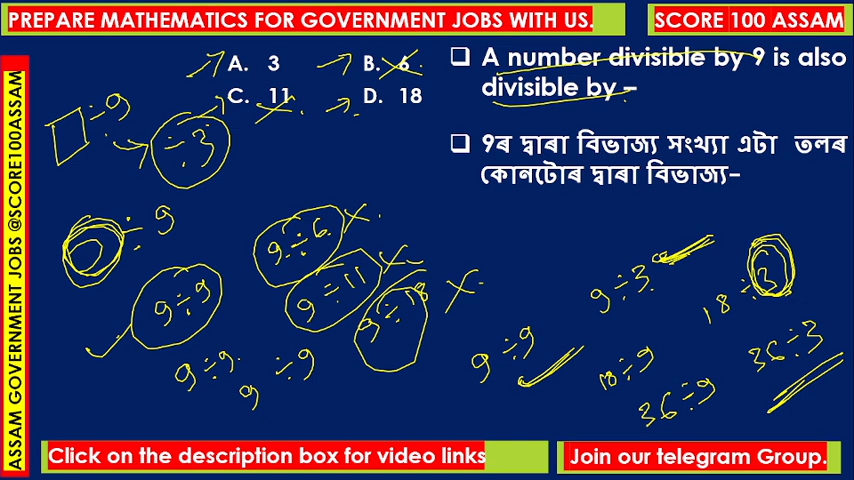 PREPARE MATHEMATICS FOR GOVERNMENT JOBS WITH US.
SCORE 100 ASSAM
ASSAM GOVERNMENT JOBS @SCORE100ASSAM
A. 3 B. 6
C. 11 D. 18
A number divisible by 9 is also
divisible by –
9ৰ দ্বাৰা বিভাজ্য সংখ্যা এটা তলৰ
কোনটোৰ দ্বাৰা বিভাজ্য–
÷9
÷3
÷9
9÷6
9÷11
9÷18
9÷9
9÷9
9÷9
9÷9
18÷9
36÷9
9÷3
18÷3
36÷3
Click on the description box for video links
Join our telegram Group.